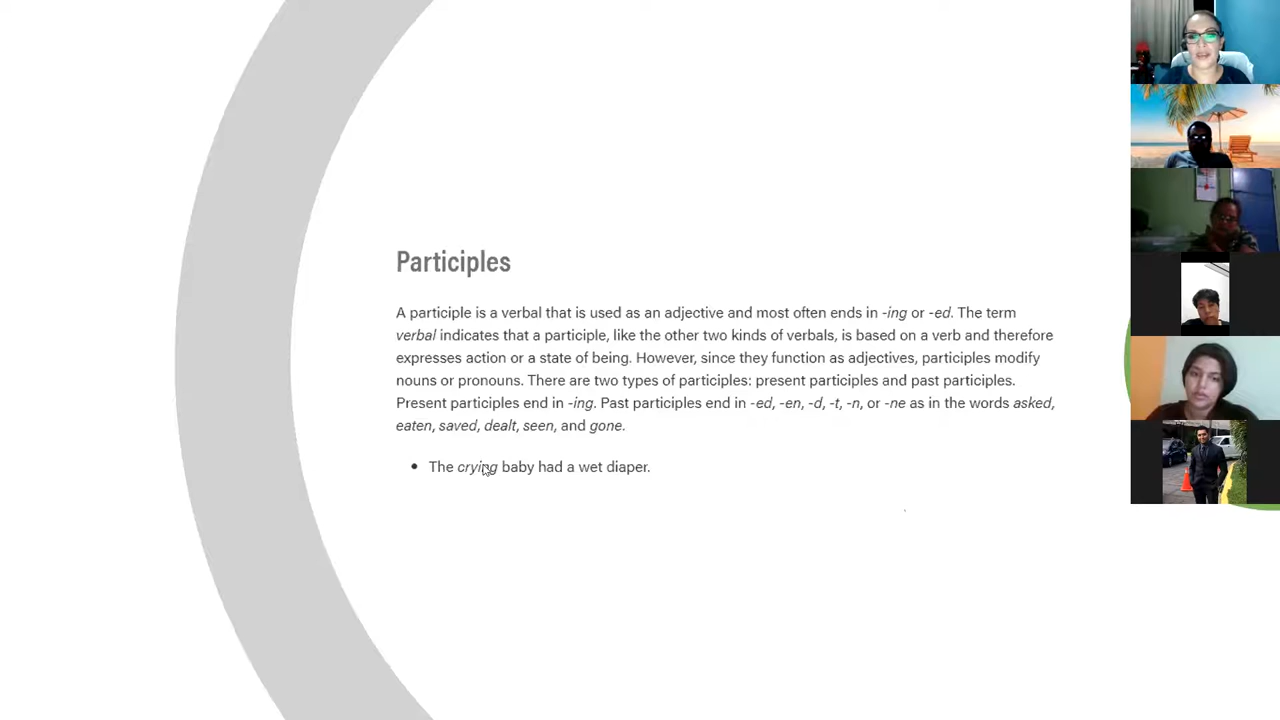 Participles
A participle is a verbal that is used as an adjective and most often ends in -ing or -ed. The term
verbal indicates that a participle, like the other two kinds of verbals, is based on a verb and therefore
expresses action or a state of being. However, since they function as adjectives, participles modify
nouns or pronouns. There are two types of participles: present participles and past participles.
Present participles end in -ing. Past participles end in -ed, -en, -d, -t, -n, or -ne as in the words asked,
eaten, saved, dealt, seen, and gone.
• The crying baby had a wet diaper.